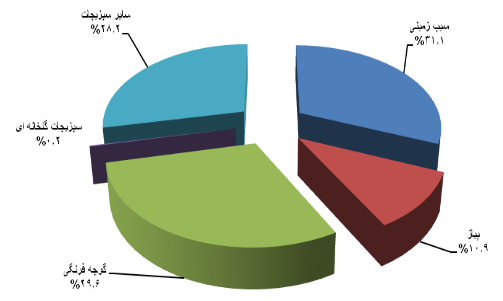 سایر سبزیجات
%۲۸.۲
سیب زمینی
%۳۱.۱
سبزیجات گلخانه ای
%۰.۲
پیاز
%۱۰.۹
گوجه فرنگی
%۲۹.۶